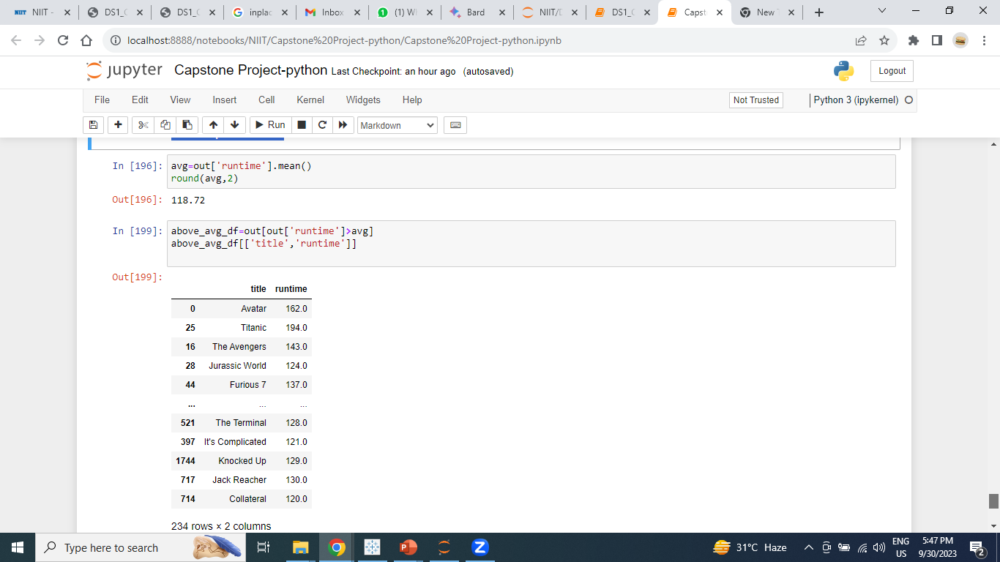 NIIT -
DS1_C
DS1_C
inplac
Inbox
(1) W
Bard
NIIT/D
DS1_C
Capst
New T
localhost:8888/notebooks/NIIT/Capstone%20Project-python/Capstone%20Project-python.ipynb
jupyter Capstone Project-python Last Checkpoint: an hour ago (autosaved)
Logout
File Edit View Insert Cell Kernel Widgets Help
Not Trusted
Python 3 (ipykernel)
Run
Markdown
In [196]: avg=out['runtime'].mean()
round(avg,2)
Out[196]: 118.72
In [199]: above_avg_df=out[out['runtime']>avg]
above_avg_df[['title','runtime']]
Out[199]:
title runtime
0 Avatar 162.0
25 Titanic 194.0
16 The Avengers 143.0
28 Jurassic World 124.0
44 Furious 7 137.0
... ... ...
521 The Terminal 128.0
397 It's Complicated 121.0
1744 Knocked Up 129.0
717 Jack Reacher 130.0
714 Collateral 120.0
234 rows × 2 columns
Type here to search
31°C Haze
ENG
US
5:47 PM
9/30/2023
2